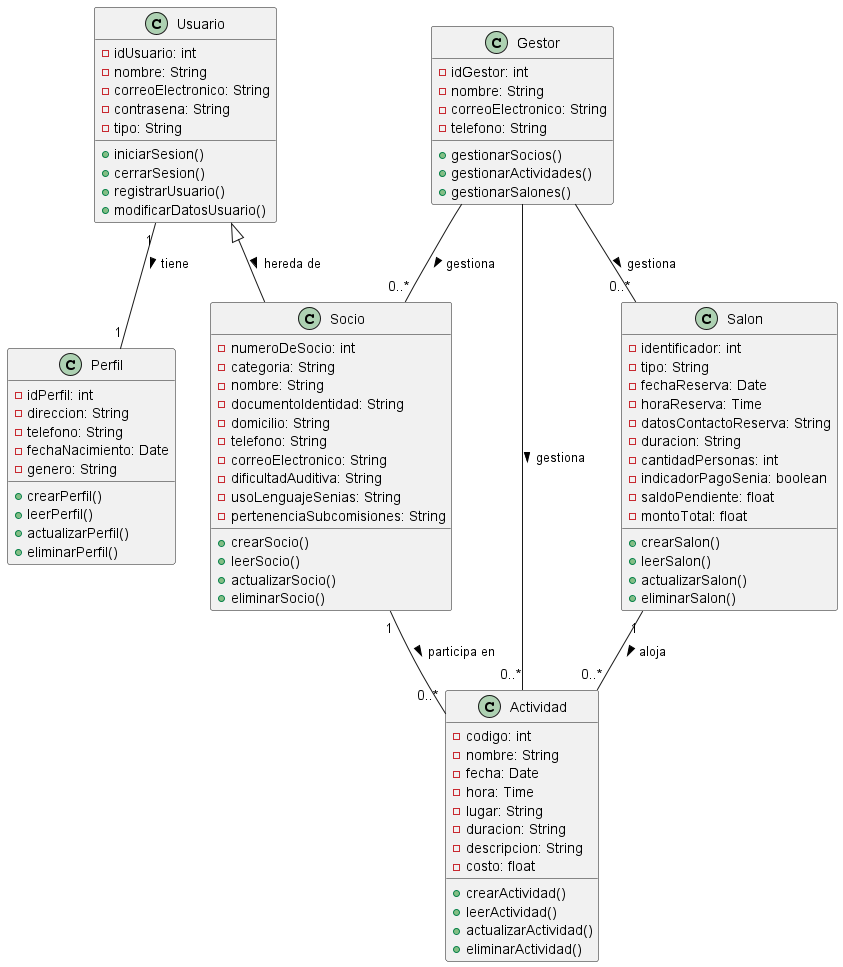 C Usuario
idUsuario: int
nombre: String
correoElectronico: String
contrasena: String
tipo: String
iniciarSesion()
cerrarSesion()
registrarUsuario()
modificarDatosUsuario()
C Gestor
idGestor: int
nombre: String
correoElectronico: String
telefono: String
gestionarSocios()
gestionarActividades()
gestionarSalones()
1
tiene
1
hereda de
gestiona
0..*
gestiona
0..*
C Perfil
idPerfil: int
direccion: String
telefono: String
fechaNacimiento: Date
genero: String
crearPerfil()
leerPerfil()
actualizarPerfil()
eliminarPerfil()
C Socio
numeroDeSocio: int
categoria: String
nombre: String
documentoIdentidad: String
domicilio: String
telefono: String
correoElectronico: String
dificultadAuditiva: String
usoLenguajeSenias: String
pertenenciaSubcomisiones: String
crearSocio()
leerSocio()
actualizarSocio()
eliminarSocio()
gestiona
0..*
C Salon
identificador: int
tipo: String
fechaReserva: Date
horaReserva: Time
datosContactoReserva: String
duracion: String
cantidadPersonas: int
indicadorPagoSenia: boolean
saldoPendiente: float
montoTotal: float
crearSalon()
leerSalon()
actualizarSalon()
eliminarSalon()
1
participa en
0..*
1
aloja
0..*
C Actividad
codigo: int
nombre: String
fecha: Date
hora: Time
lugar: String
duracion: String
descripcion: String
costo: float
crearActividad()
leerActividad()
actualizarActividad()
eliminarActividad()